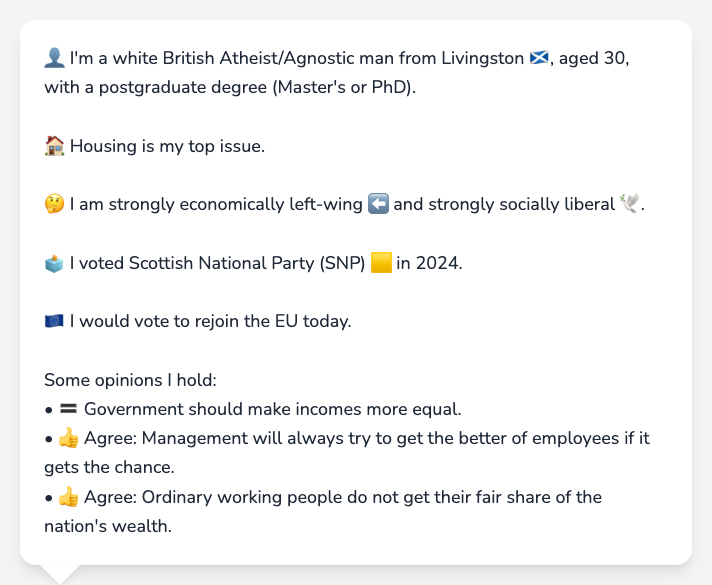 👤 I'm a white British Atheist/Agnostic man from Livingston 🏴󠁧󠁢󠁳󠁣󠁴󠁿, aged 30,
with a postgraduate degree (Master's or PhD).
🏠 Housing is my top issue.
🤔 I am strongly economically left-wing ⬅️ and strongly socially liberal 🕊️.
🗳️ I voted Scottish National Party (SNP) 🟨 in 2024.
🇪🇺 I would vote to rejoin the EU today.
Some opinions I hold:
• 🟰 Government should make incomes more equal.
• 👍 Agree: Management will always try to get the better of employees if it
gets the chance.
• 👍 Agree: Ordinary working people do not get their fair share of the
nation's wealth.